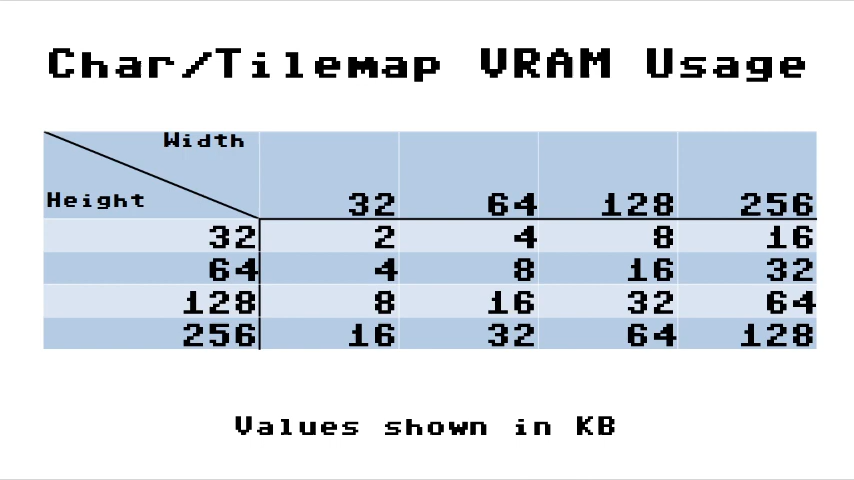 Char/Tilemap VRAM Usage
Width
Height
32 64 128 256
32 2 4 8 16
64 4 8 16 32
128 8 16 32 64
256 16 32 64 128
Values shown in KB